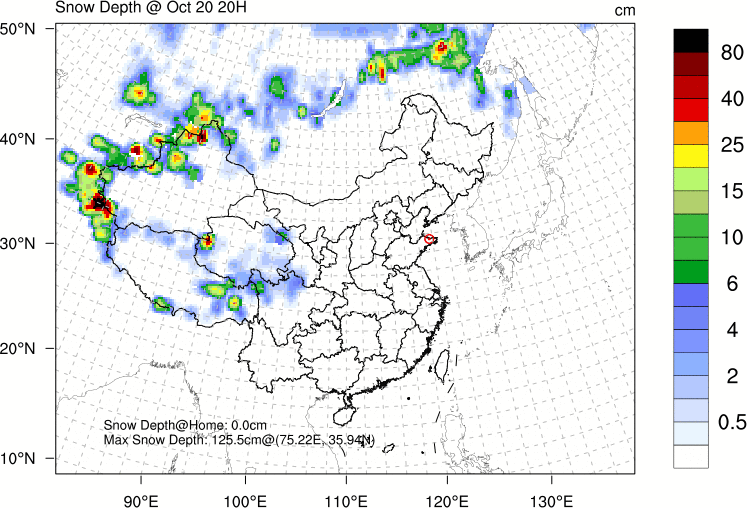 Snow Depth @ Oct 20 20H
cm
50°N
40°N
30°N
20°N
10°N
90°E
100°E
110°E
120°E
130°E
80
40
25
15
10
6
4
2
0.5
Snow Depth@Home: 0.0cm
Max Snow Depth: 125.5cm@(75.22E, 35.94N)